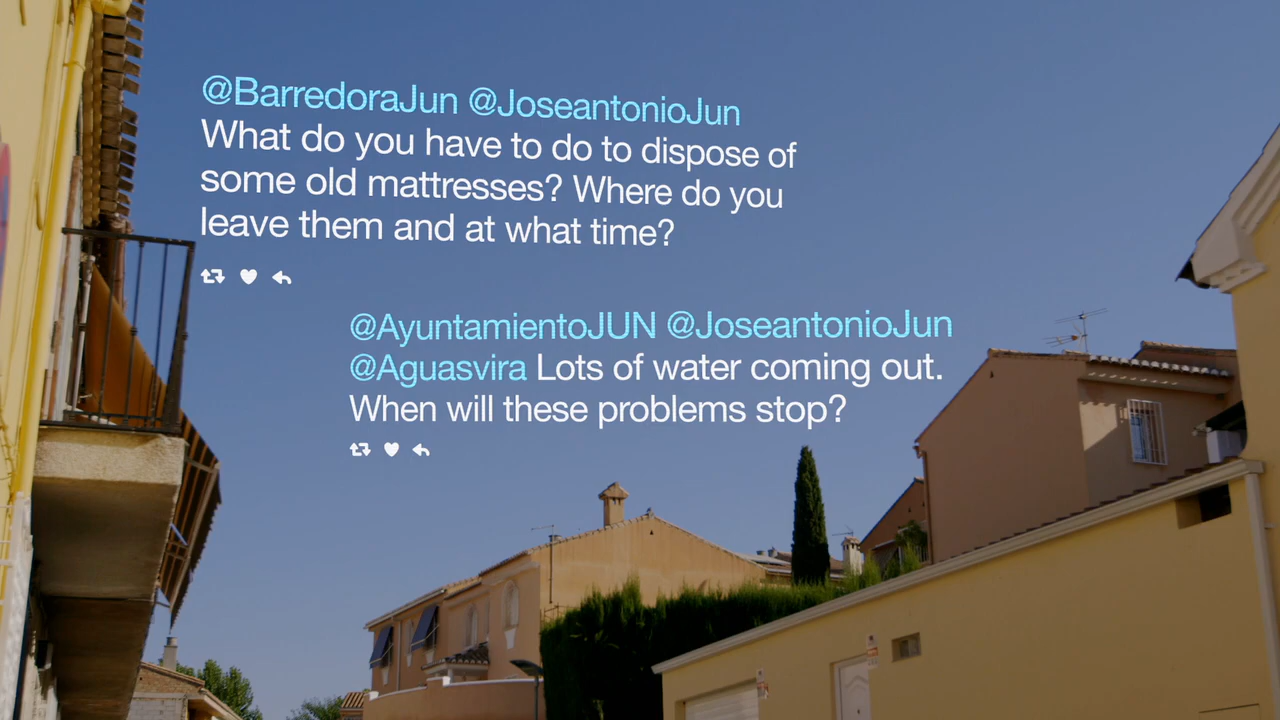 @BarredoraJun @JoseantonioJun
What do you have to do to dispose of
some old mattresses? Where do you
leave them and at what time?
@AyuntamientoJUN @JoseantonioJun
@Aguasvira Lots of water coming out.
When will these problems stop?